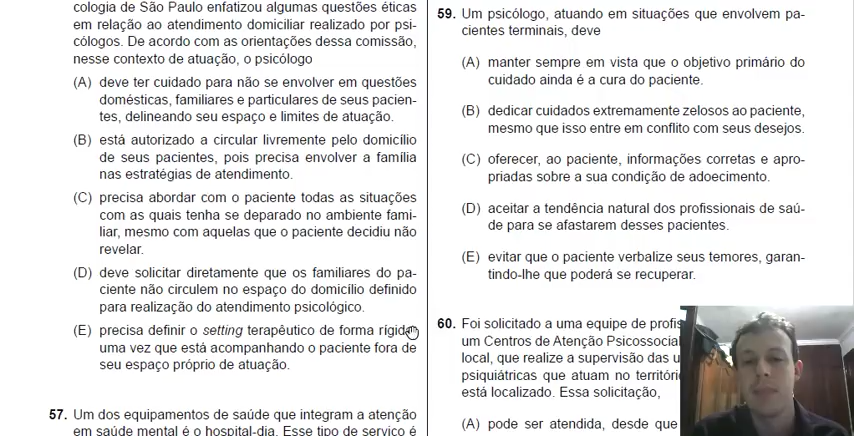 cologia de São Paulo enfatizou algumas questões éticas
em relação ao atendimento domiciliar realizado por psi-
cólogos. De acordo com as orientações dessa comissão,
nesse contexto de atuação, o psicólogo
(A) deve ter cuidado para não se envolver em questões
domésticas, familiares e particulares de seus pacien-
tes, delineando seu espaço e limites de atuação.
(B) está autorizado a circular livremente pelo domicílio
de seus pacientes, pois precisa envolver a família
nas estratégias de atendimento.
(C) precisa abordar com o paciente todas as situações
com as quais tenha se deparado no ambiente fami-
liar, mesmo com aquelas que o paciente decidiu não
revelar.
(D) deve solicitar diretamente que os familiares do pa-
ciente não circulem no espaço do domicílio definido
para realização do atendimento psicológico.
(E) precisa definir o setting terapêutico de forma rígida
uma vez que está acompanhando o paciente fora de
seu espaço próprio de atuação.
57. Um dos equipamentos de saúde que integram a atenção
em saúde mental é o hospital-dia. Esse tipo de serviço é
59. Um psicólogo, atuando em situações que envolvem pa-
cientes terminais, deve
(A) manter sempre em vista que o objetivo primário do
cuidado ainda é a cura do paciente.
(B) dedicar cuidados extremamente zelosos ao paciente,
mesmo que isso entre em conflito com seus desejos.
(C) oferecer, ao paciente, informações corretas e apro-
priadas sobre a sua condição de adoecimento.
(D) aceitar a tendência natural dos profissionais de saú-
de para se afastarem desses pacientes.
(E) evitar que o paciente verbalize seus temores, garan-
tindo-lhe que poderá se recuperar.
60. Foi solicitado a uma equipe de profis
um Centros de Atenção Psicossocial
local, que realize a supervisão das u
psiquiátricas que atuam no territóri
está localizado. Essa solicitação,
(A) pode ser atendida, desde que